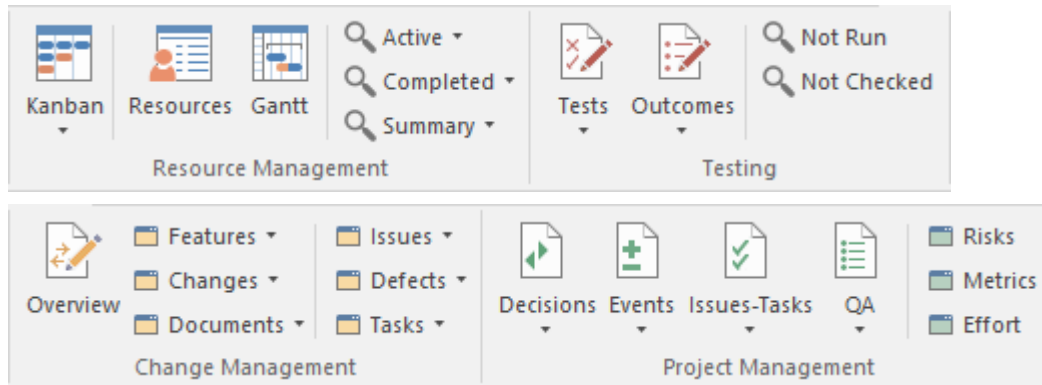 Kanban
Resources
Gantt
Active
Completed
Summary
Resource Management
Tests
Outcomes
Not Run
Not Checked
Testing
Overview
Features
Changes
Documents
Issues
Defects
Tasks
Change Management
Decisions
Events
Issues-Tasks
QA
Risks
Metrics
Effort
Project Management